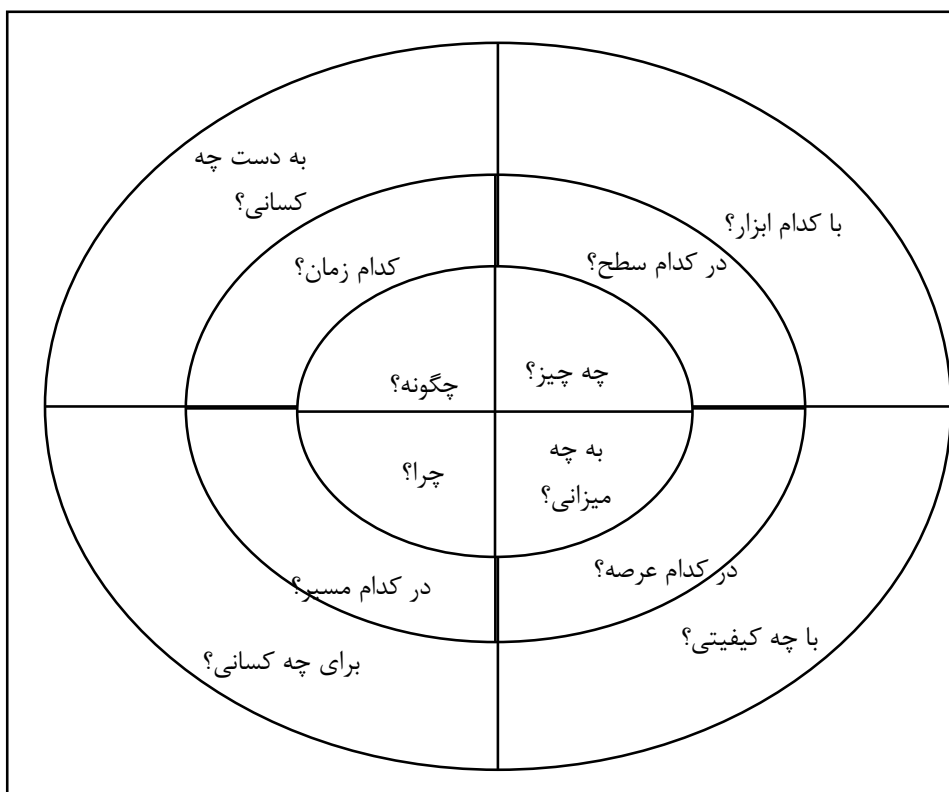 به دست چه
کسانی؟
با کدام ابزار؟
کدام زمان؟
در کدام سطح؟
چگونه؟
چه چیز؟
چرا؟
به چه
میزانی؟
در کدام مسیر؟
در کدام عرصه؟
برای چه کسانی؟
با چه کیفیتی؟